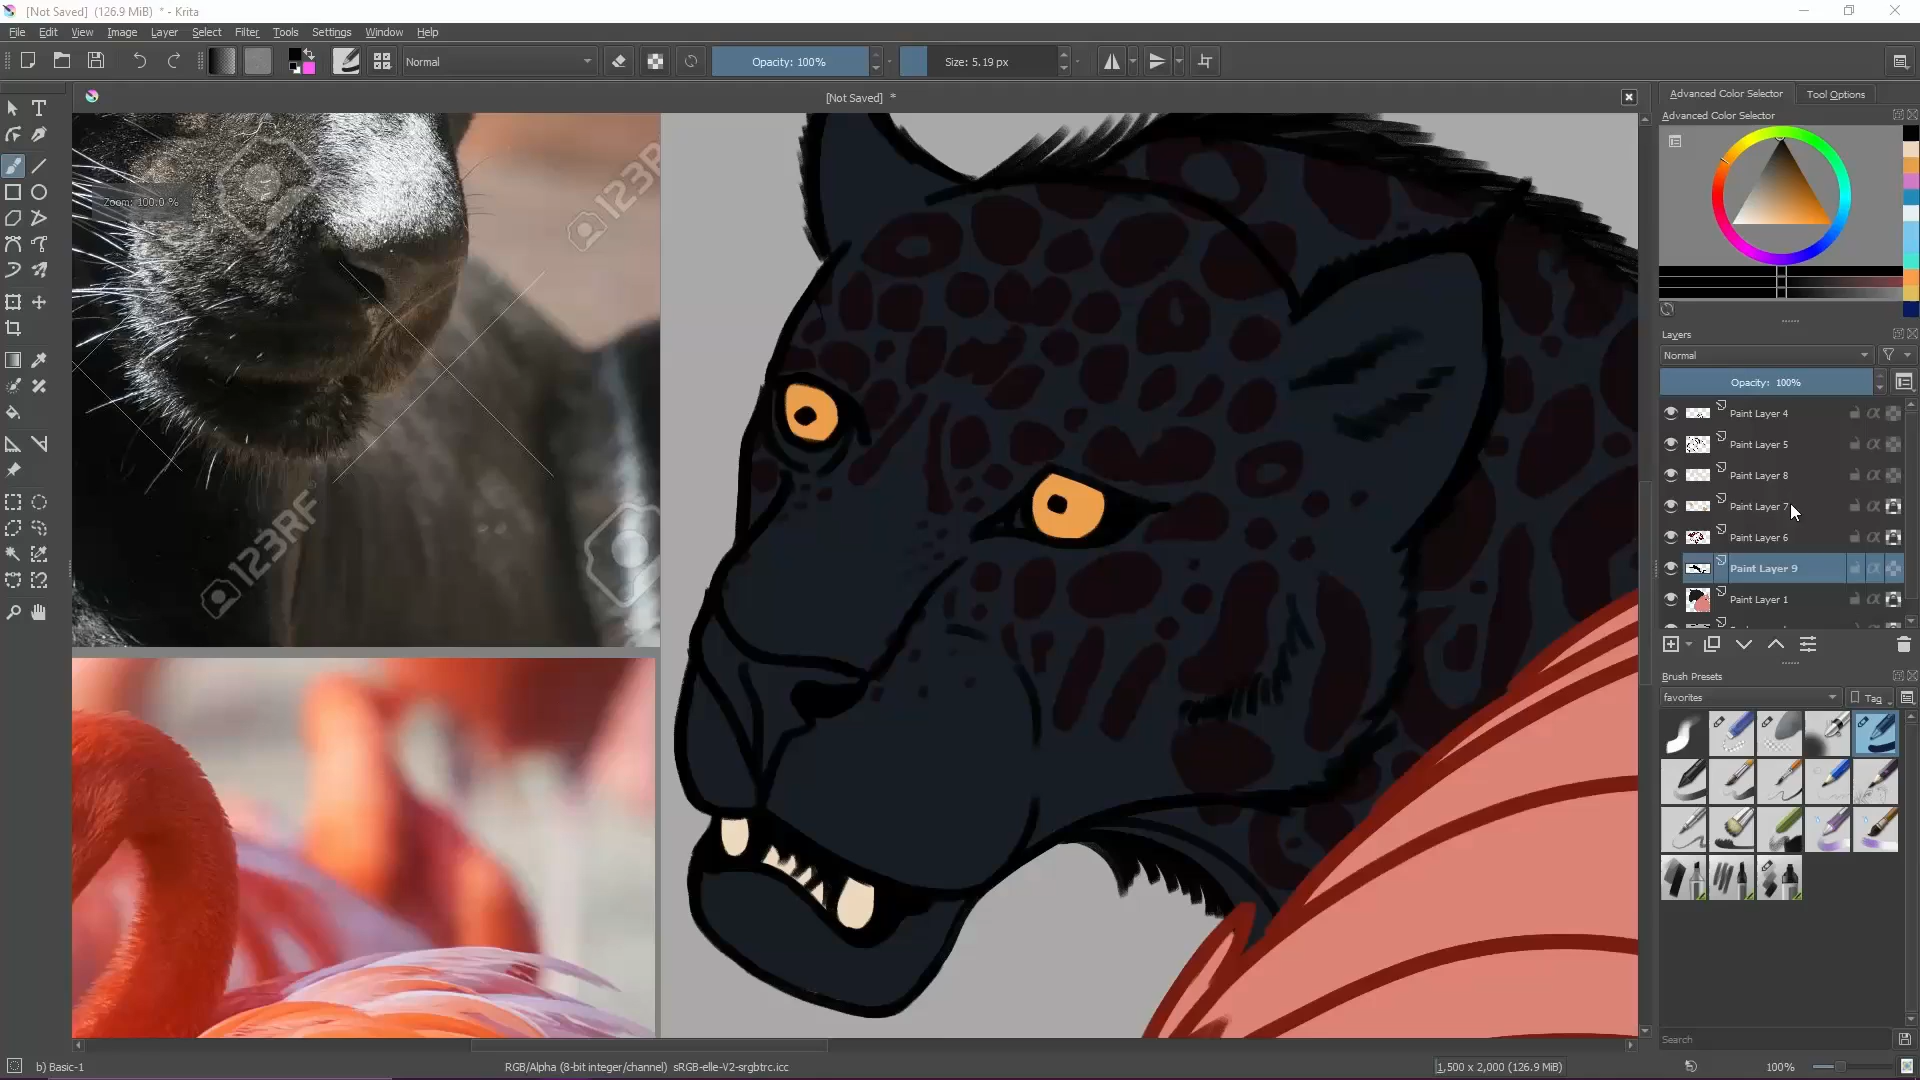 [Not Saved] (126.9 MiB) * - Krita
File Edit View Image Layer Select Filter Tools Settings Window Help
Normal
Opacity: 100%
Size: 5.19 px
[Not Saved] *
Advanced Color Selector
Tool Options
Advanced Color Selector
Zoom: 100.0 %
123RF
123RF
Layers
Normal
Opacity: 100%
Paint Layer 4
Paint Layer 5
Paint Layer 8
Paint Layer 7
Paint Layer 6
Paint Layer 9
Paint Layer 1
Brush Presets
favorites
Tag
Search
b) Basic-1
RGB/Alpha (8-bit integer/channel) sRGB-elle-V2-srgbtrc.icc
1,500 x 2,000 (126.9 MiB)
100%